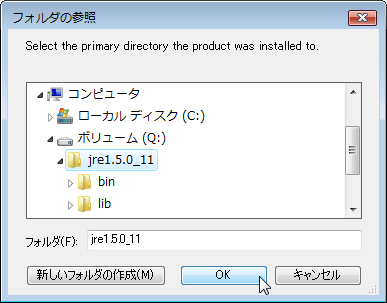 フォルダの参照
Select the primary directory the product was installed to.
コンピュータ
ローカル ディスク (C:)
ボリューム (Q:)
jre1.5.0_11
bin
lib
フォルダ(F): jre1.5.0_11
新しいフォルダの作成(M) OK キャンセル